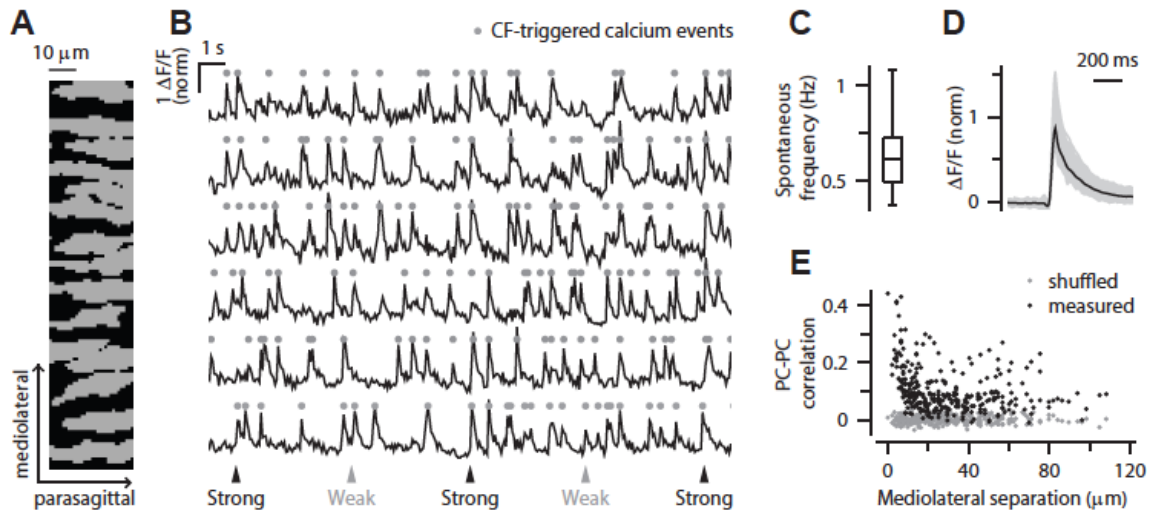 A
10 μm
mediolateral
parasagittal
B
CF-triggered calcium events
1 s
1 ΔF/F
(norm)
Strong
Weak
Strong
Weak
Strong
C
Spontaneous
frequency (Hz)
1
0.5
D
200 ms
ΔF/F (norm)
1
0
E
shuffled
measured
PC-PC
correlation
0.4
0.2
0
0
40
80
120
Mediolateral separation (μm)